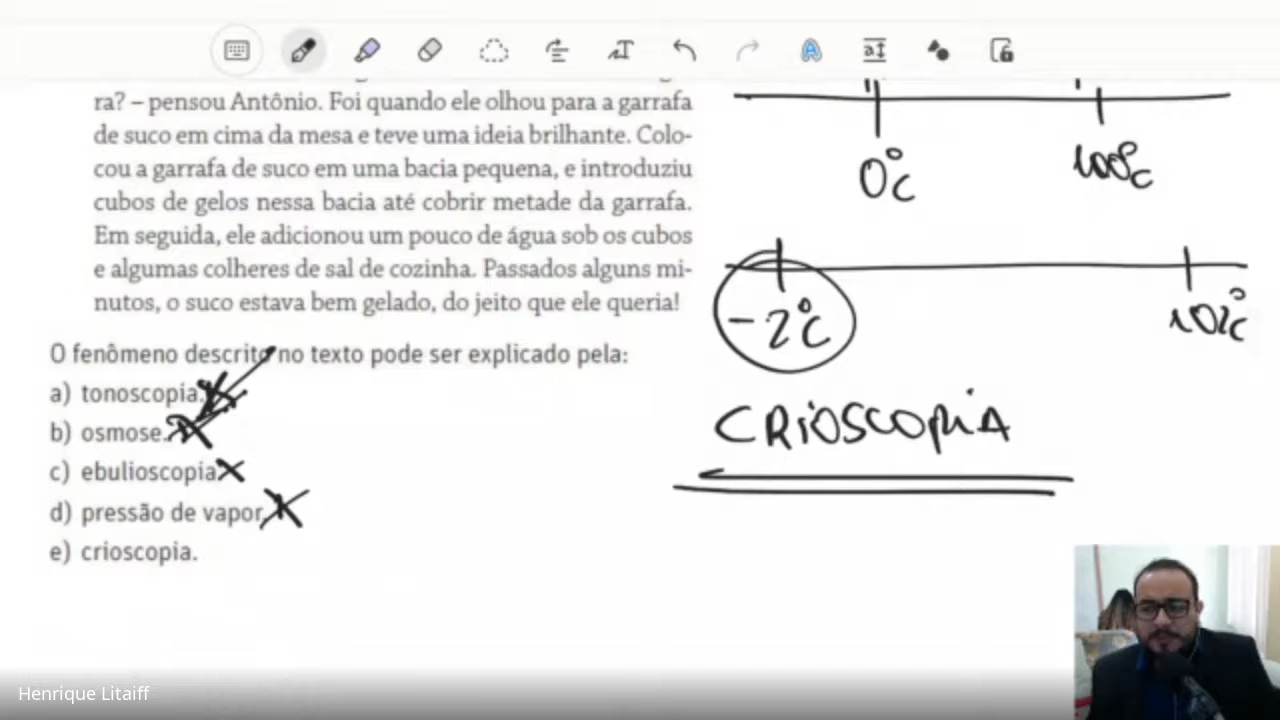 ra? – pensou Antônio. Foi quando ele olhou para a garrafa
de suco em cima da mesa e teve uma ideia brilhante. Colo-
cou a garrafa de suco em uma bacia pequena, e introduziu
cubos de gelos nessa bacia até cobrir metade da garrafa.
Em seguida, ele adicionou um pouco de água sob os cubos
e algumas colheres de sal de cozinha. Passados alguns mi-
nutos, o suco estava bem gelado, do jeito que ele queria!
O fenômeno descrito no texto pode ser explicado pela:
a) tonoscopia.
b) osmose.
c) ebulioscopia.
d) pressão de vapor.
e) crioscopia.
0°C 100°C
-2°C 102°C
CRIOSCOPIA
Henrique Litaiff